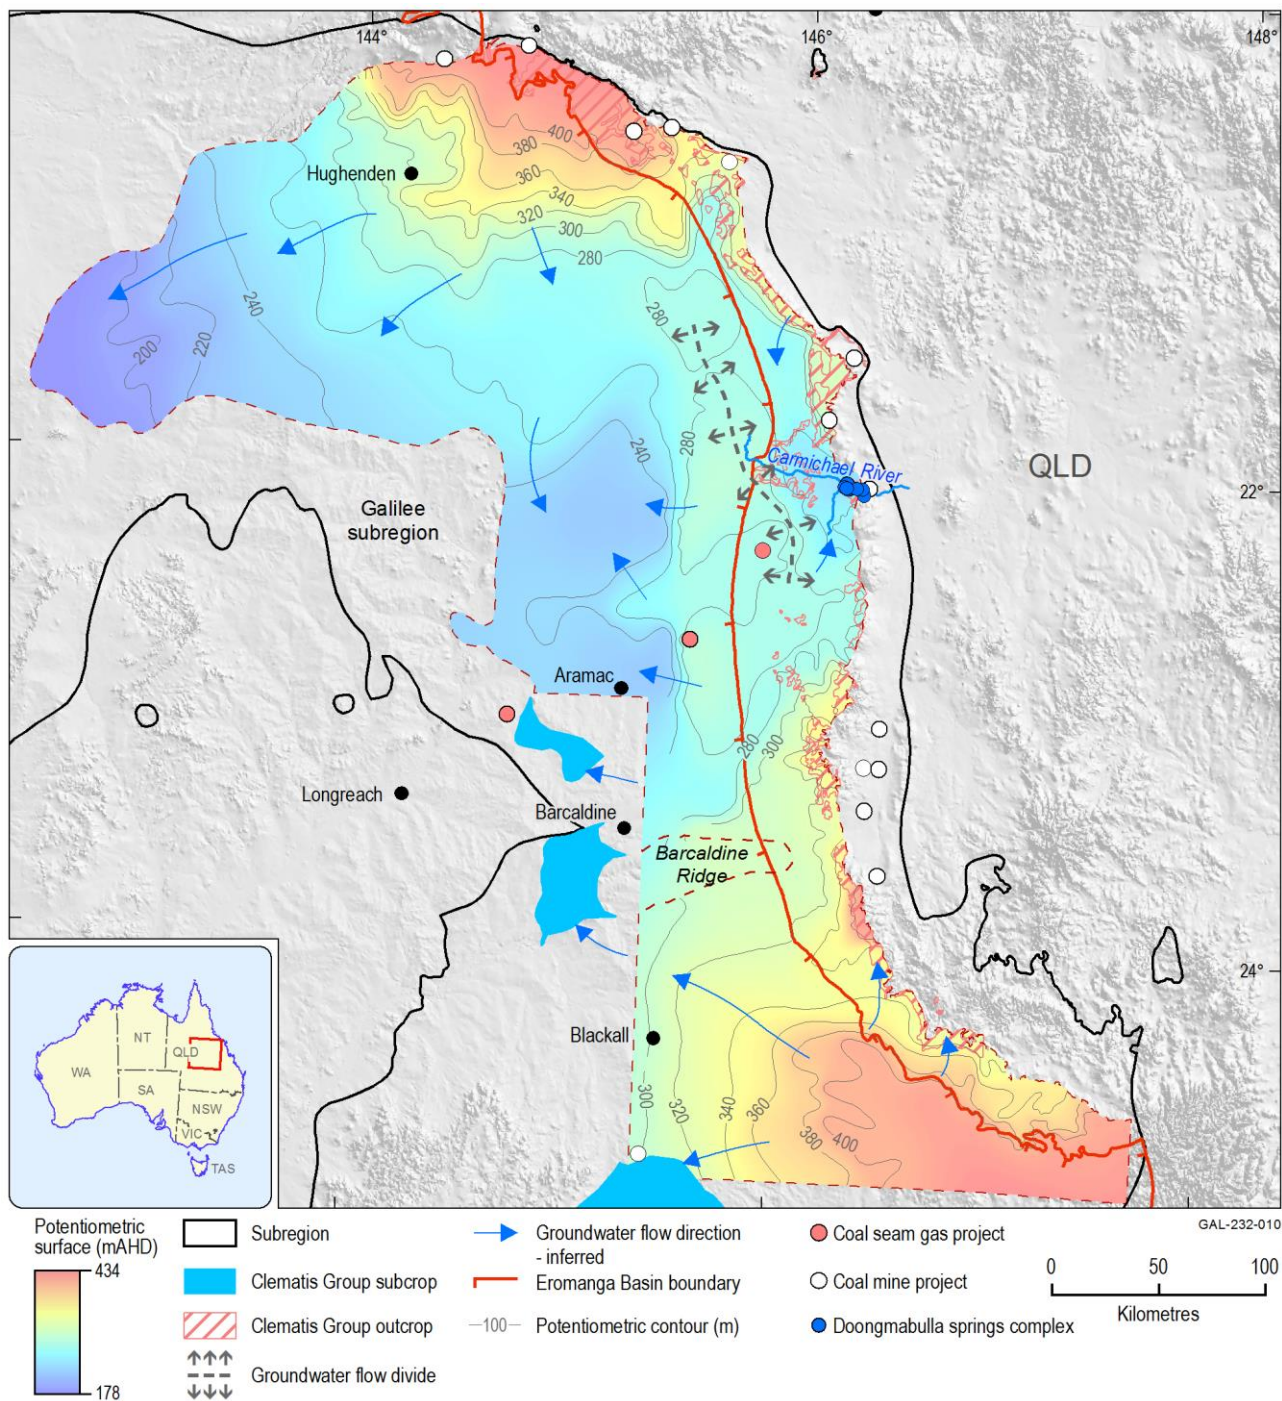 144°
146°
148°
400
380
Hughenden
360
340
320
300
280
240
280
220
200
240
280
Carmichael River
QLD
22°
Galilee
subregion
Aramac
280
300
Longreach
Barcaldine
Barcaldine
Ridge
24°
Blackall
300
320
340
360
380
400
NT
QLD
WA
SA
NSW
VIC
TAS
GAL-232-010
Potentiometric
surface (mAHD)
434
178
Subregion
Clematis Group subcrop
Clematis Group outcrop
Groundwater flow divide
Groundwater flow direction
- inferred
Eromanga Basin boundary
—100— Potentiometric contour (m)
Coal seam gas project
Coal mine project
Doongmabulla springs complex
0 50 100
Kilometres